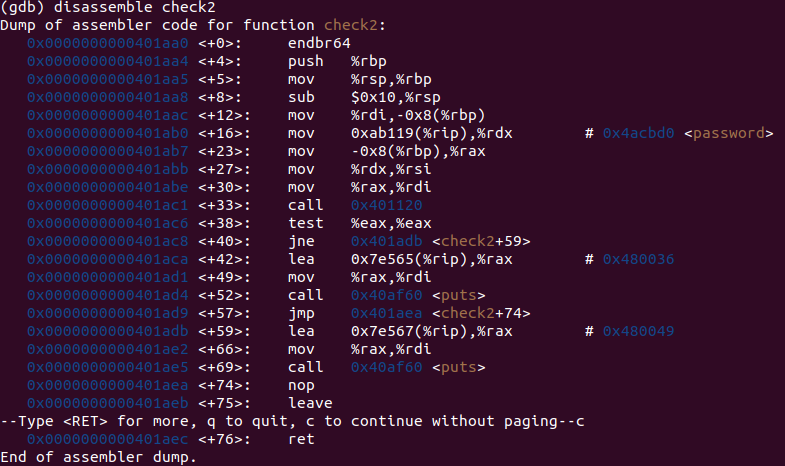 (gdb) disassemble check2
Dump of assembler code for function check2:
   0x0000000000401aa0 <+0>:     endbr64
   0x0000000000401aa4 <+4>:     push   %rbp
   0x0000000000401aa5 <+5>:     mov    %rsp,%rbp
   0x0000000000401aa8 <+8>:     sub    $0x10,%rsp
   0x0000000000401aac <+12>:    mov    %rdi,-0x8(%rbp)
   0x0000000000401ab0 <+16>:    mov    0xab119(%rip),%rdx        # 0x4acbd0 <password>
   0x0000000000401ab7 <+23>:    mov    -0x8(%rbp),%rax
   0x0000000000401abb <+27>:    mov    %rdx,%rsi
   0x0000000000401abe <+30>:    mov    %rax,%rdi
   0x0000000000401ac1 <+33>:    call   0x401120
   0x0000000000401ac6 <+38>:    test   %eax,%eax
   0x0000000000401ac8 <+40>:    jne    0x401adb <check2+59>
   0x0000000000401aca <+42>:    lea    0x7e565(%rip),%rax        # 0x480036
   0x0000000000401ad1 <+49>:    mov    %rax,%rdi
   0x0000000000401ad4 <+52>:    call   0x40af60 <puts>
   0x0000000000401ad9 <+57>:    jmp    0x401aea <check2+74>
   0x0000000000401adb <+59>:    lea    0x7e567(%rip),%rax        # 0x480049
   0x0000000000401ae2 <+66>:    mov    %rax,%rdi
   0x0000000000401ae5 <+69>:    call   0x40af60 <puts>
   0x0000000000401aea <+74>:    nop
   0x0000000000401aeb <+75>:    leave
--Type <RET> for more, q to quit, c to continue without paging--c
   0x0000000000401aec <+76>:    ret
End of assembler dump.